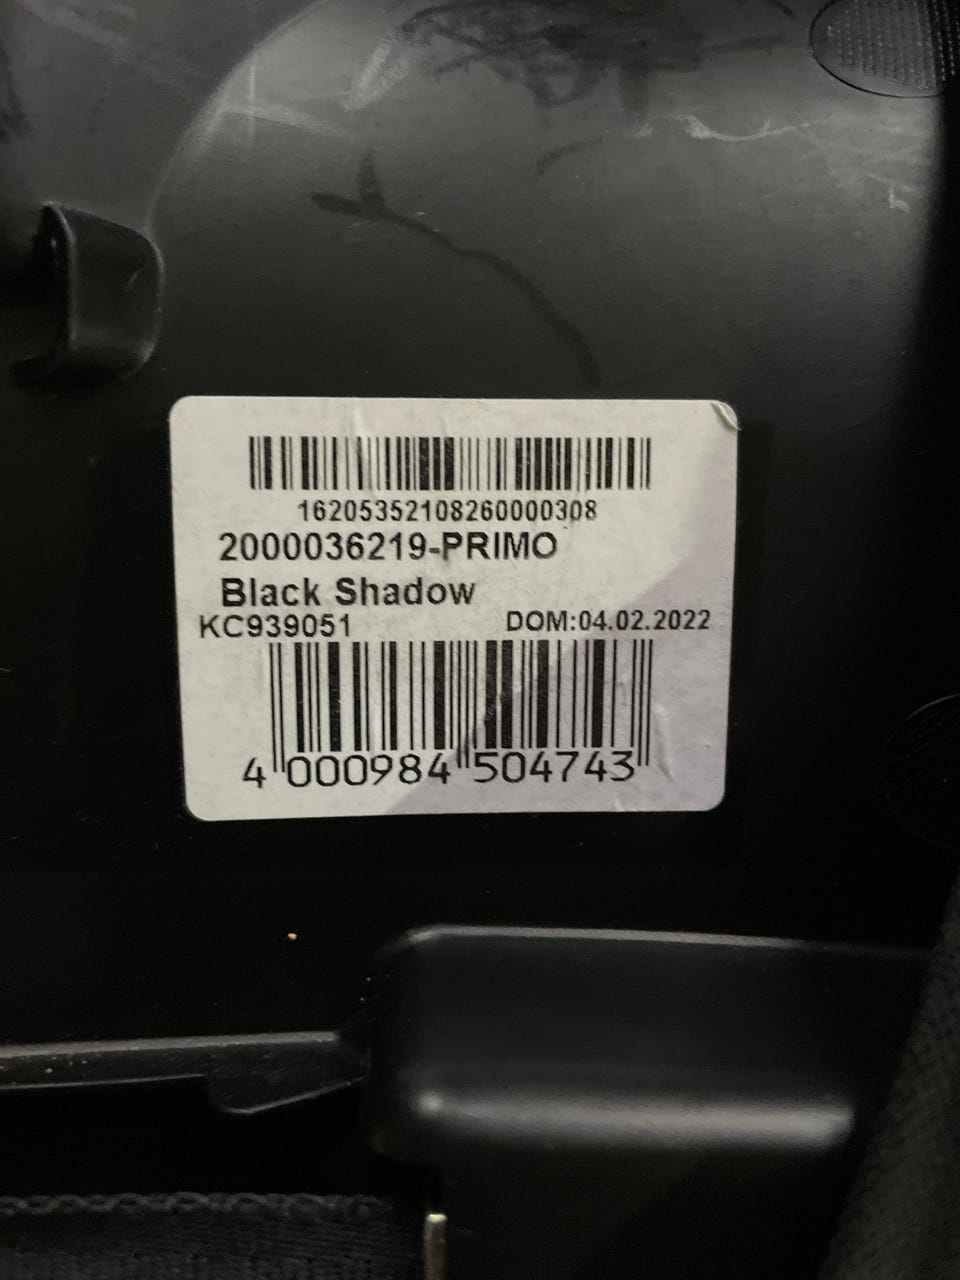 16205352108260000308
2000036219-PRIMO
Black Shadow
KC939051 DOM:04.02.2022
4 000984 504743